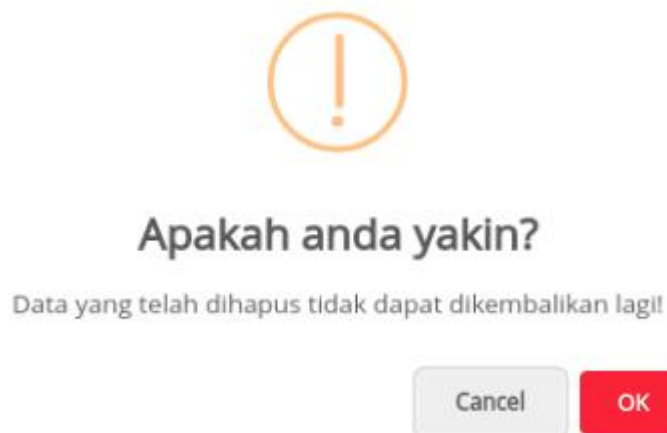 Apakah anda yakin?
Data yang telah dihapus tidak dapat dikembalikan lagi!
Cancel OK